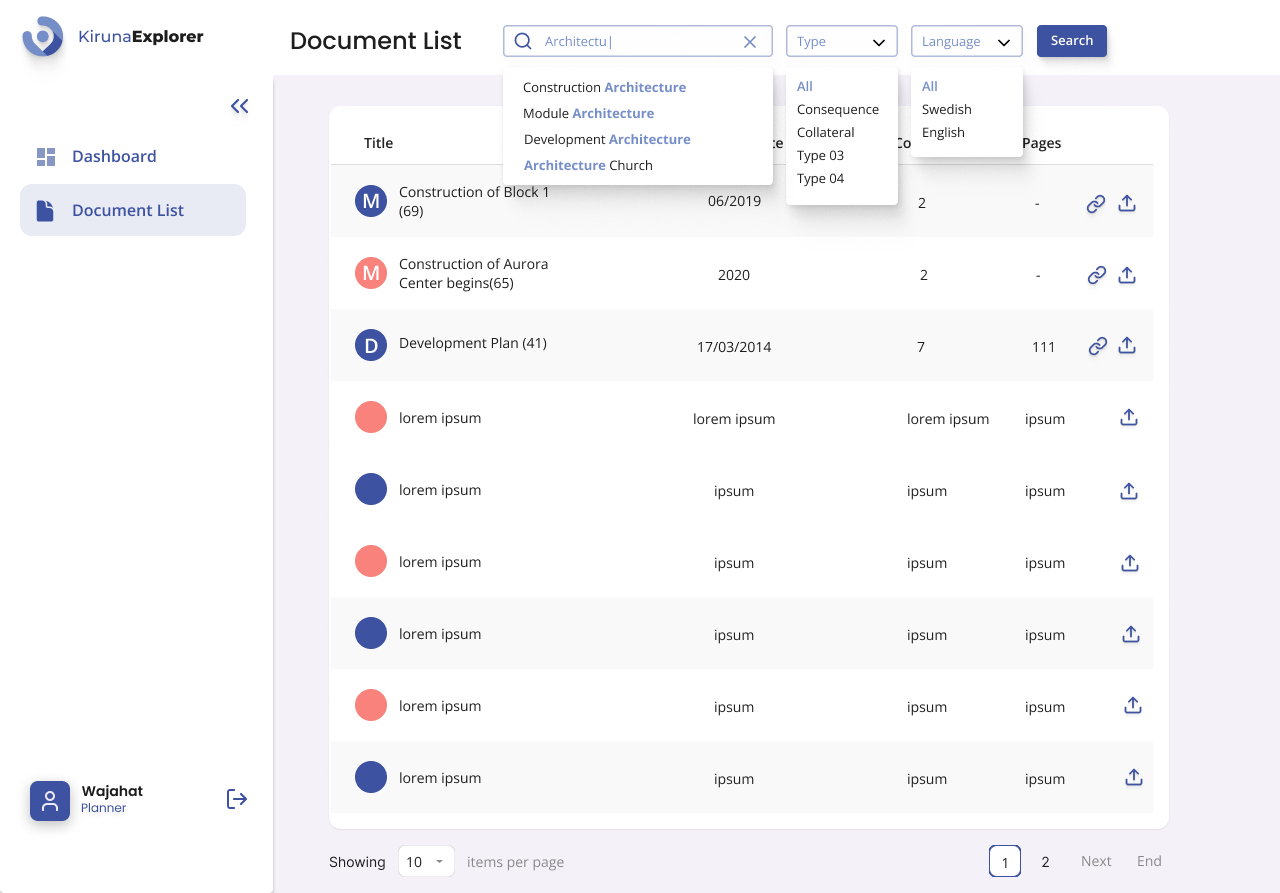 KirunaExplorer
Document List
Architectu|
Type
Language
Search
Construction Architecture
Module Architecture
Development Architecture
Architecture Church
All
Consequence
Collateral
Type 03
Type 04
All
Swedish
English
Dashboard
Document List
Title
Pages
M
Construction of Block 1
(69)
06/2019
2
-
M
Construction of Aurora
Center begins(65)
2020
2
-
D
Development Plan (41)
17/03/2014
7
111
lorem ipsum
lorem ipsum
lorem ipsum
ipsum
lorem ipsum
ipsum
ipsum
ipsum
lorem ipsum
ipsum
ipsum
ipsum
lorem ipsum
ipsum
ipsum
ipsum
lorem ipsum
ipsum
ipsum
ipsum
lorem ipsum
ipsum
ipsum
ipsum
Wajahat
Planner
Showing
10
items per page
1
2
Next
End